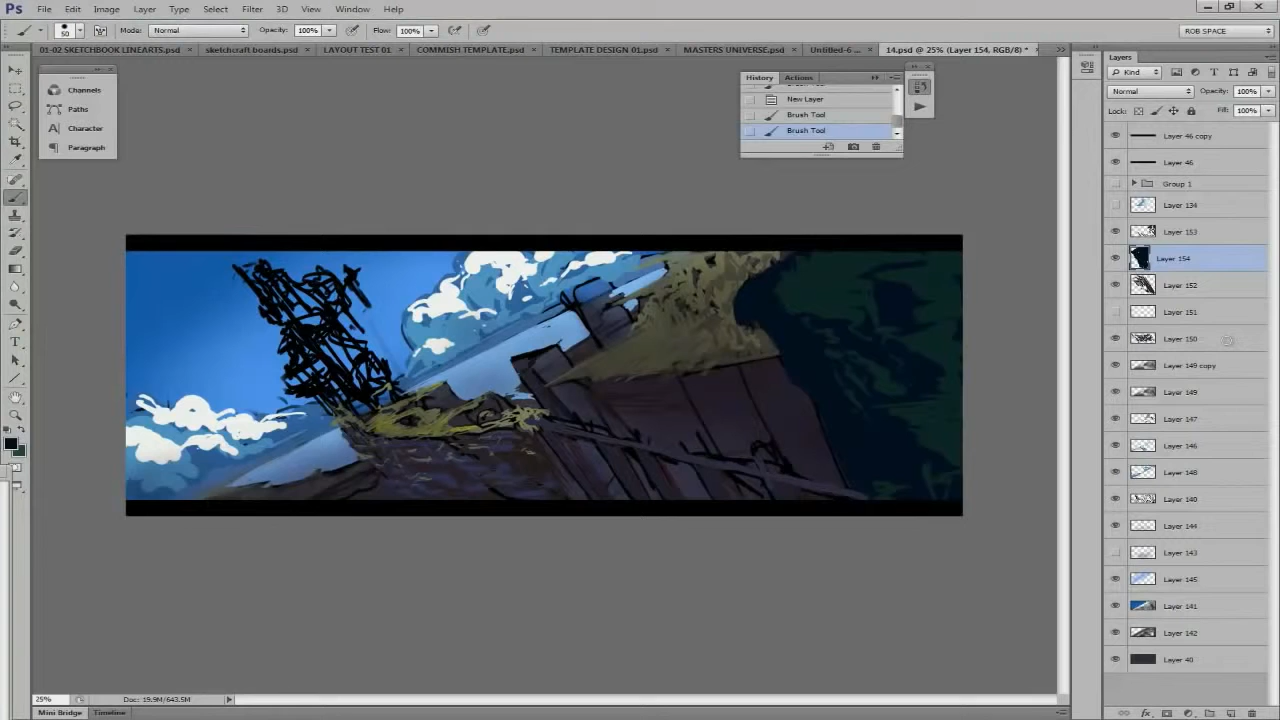 Ps File Edit Image Layer Type Select Filter 3D View Window Help
50 Mode: Normal Opacity: 100% Flow: 100% RGB SPACE
01-02 SKETCHBOOK LINEARTS.psd × sketchcraft boards.psd × LAYOUT TEST 01 × COMMISH TEMPLATE.psd × TEMPLATE DESIGN 01.psd × MASTERS UNIVERSE.psd × Untitled-6 ... × 14.psd @ 25% (Layer 154, RGB/8) * ×
Channels
Paths
Character
Paragraph
History Actions
New Layer
Brush Tool
Brush Tool
Layers
Kind
Normal Opacity: 100%
Lock: Fill: 100%
Layer 46 copy
Layer 46
Group 1
Layer 134
Layer 153
Layer 154
Layer 152
Layer 151
Layer 150
Layer 149 copy
Layer 149
Layer 147
Layer 146
Layer 148
Layer 140
Layer 144
Layer 143
Layer 145
Layer 141
Layer 142
Layer 40
25% Doc: 19.9M/643.5M
Mini Bridge Timeline